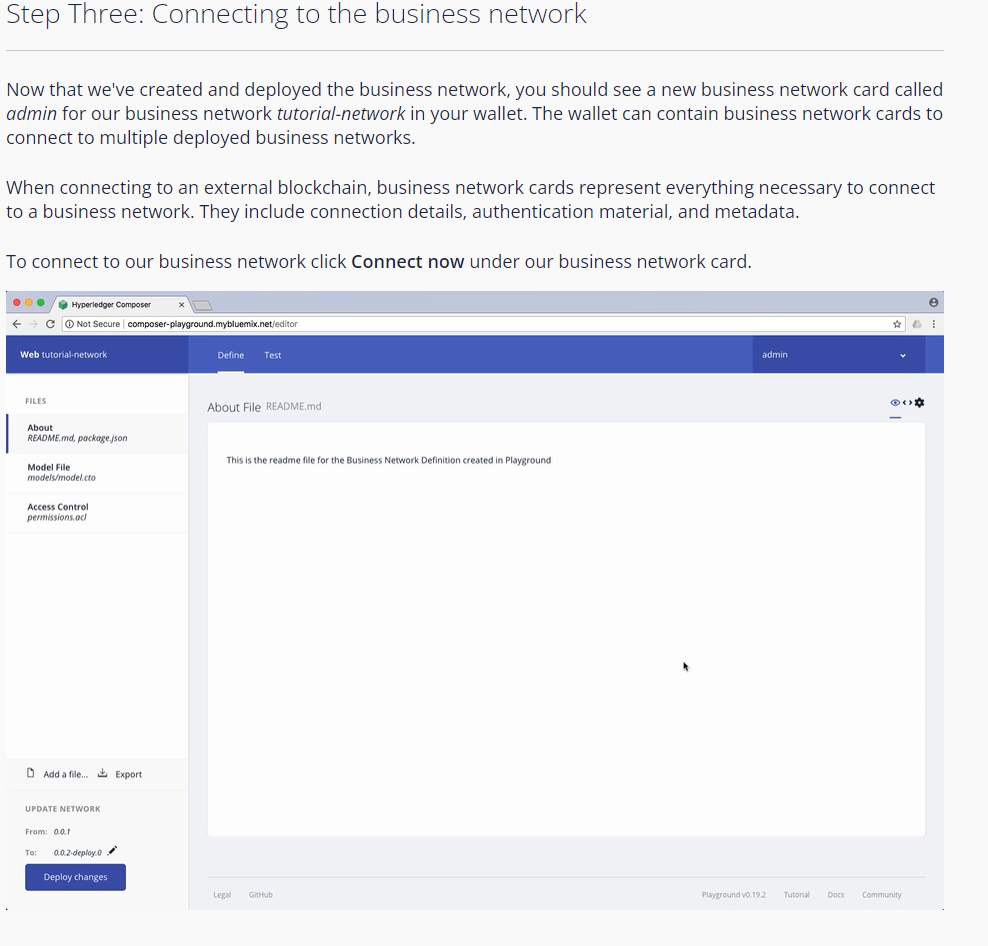 Step Three: Connecting to the business network
Now that we've created and deployed the business network, you should see a new business network card called
admin for our business network tutorial-network in your wallet. The wallet can contain business network cards to
connect to multiple deployed business networks.
When connecting to an external blockchain, business network cards represent everything necessary to connect
to a business network. They include connection details, authentication material, and metadata.
To connect to our business network click Connect now under our business network card.
Hyperledger Composer
Not Secure | composer-playground.mybluemix.net/editor
Web tutorial-network
Define
Test
admin
FILES
About
README.md, package.json
Model File
models/model.cto
Access Control
permissions.acl
About File README.md
This is the readme file for the Business Network Definition created in Playground
Add a file...
Export
UPDATE NETWORK
From: 0.0.1
To: 0.0.2-deploy.0
Deploy changes
Legal
GitHub
Playground v0.19.2
Tutorial
Docs
Community